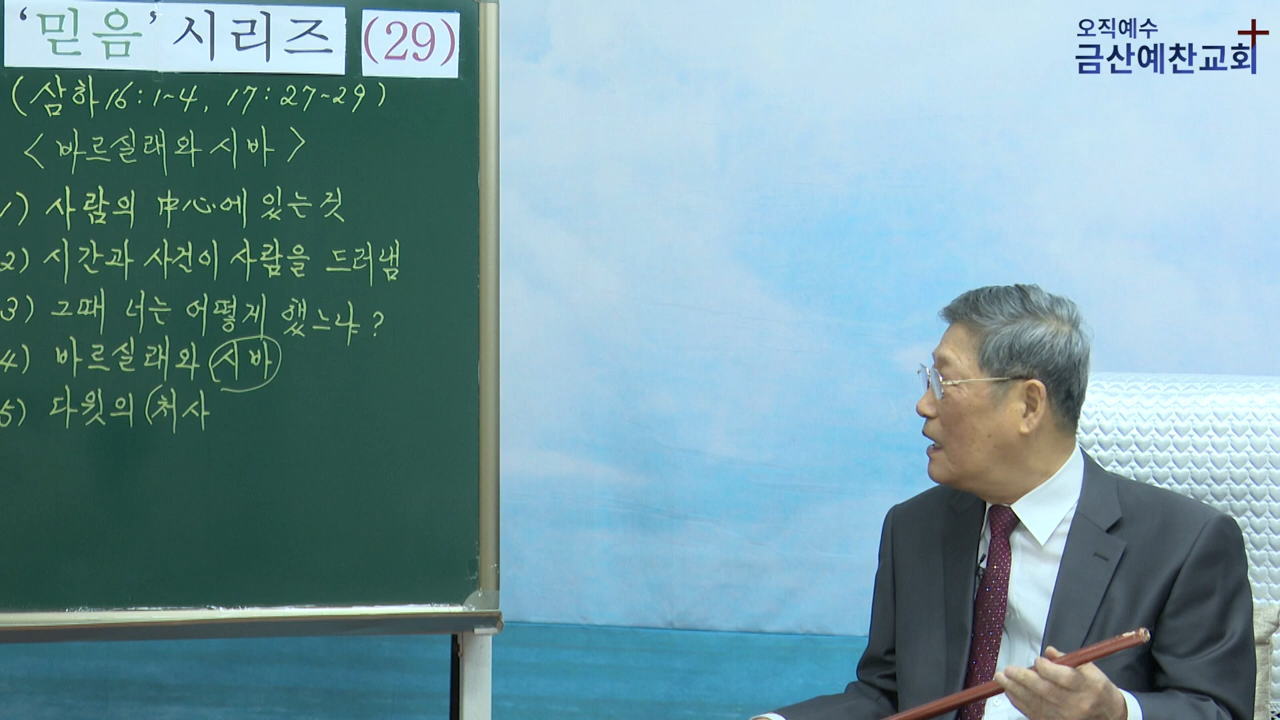 '믿음' 시리즈 (29)
(삼하 16:1~4, 17:27~29)
<바르실래와 시바>
1) 사람의 中心에 있는 것
2) 시간과 사건이 사람을 드러냄
3) 그때 너는 어떻게 했느냐?
4) 바르실래와 시바
5) 다윗의 (처사
오직예수
금산예찬교회